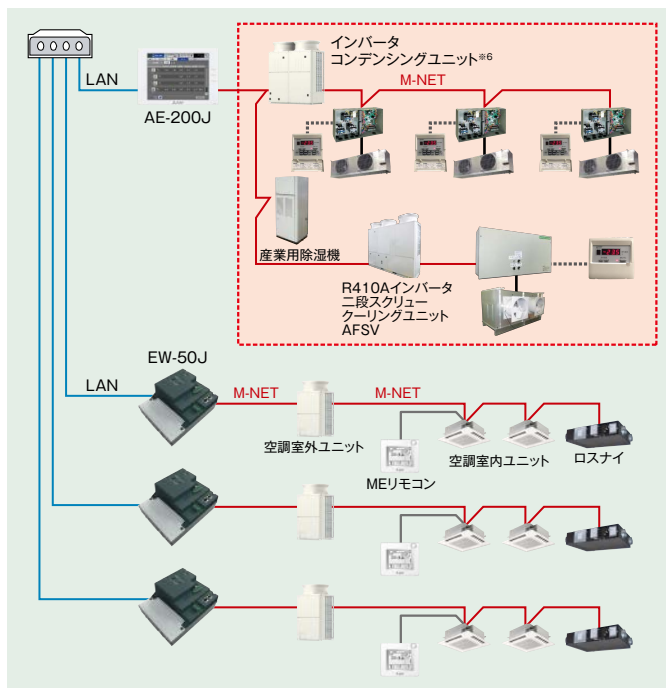 インバータ
コンデンシングユニット※6
LAN
M-NET
AE-200J
産業用除湿機
R410Aインバータ
二段スクリュー
クーリングユニット
AFSV
EW-50J
LAN
M-NET
M-NET
空調室外ユニット
空調室内ユニット
ロスナイ
MEリモコン